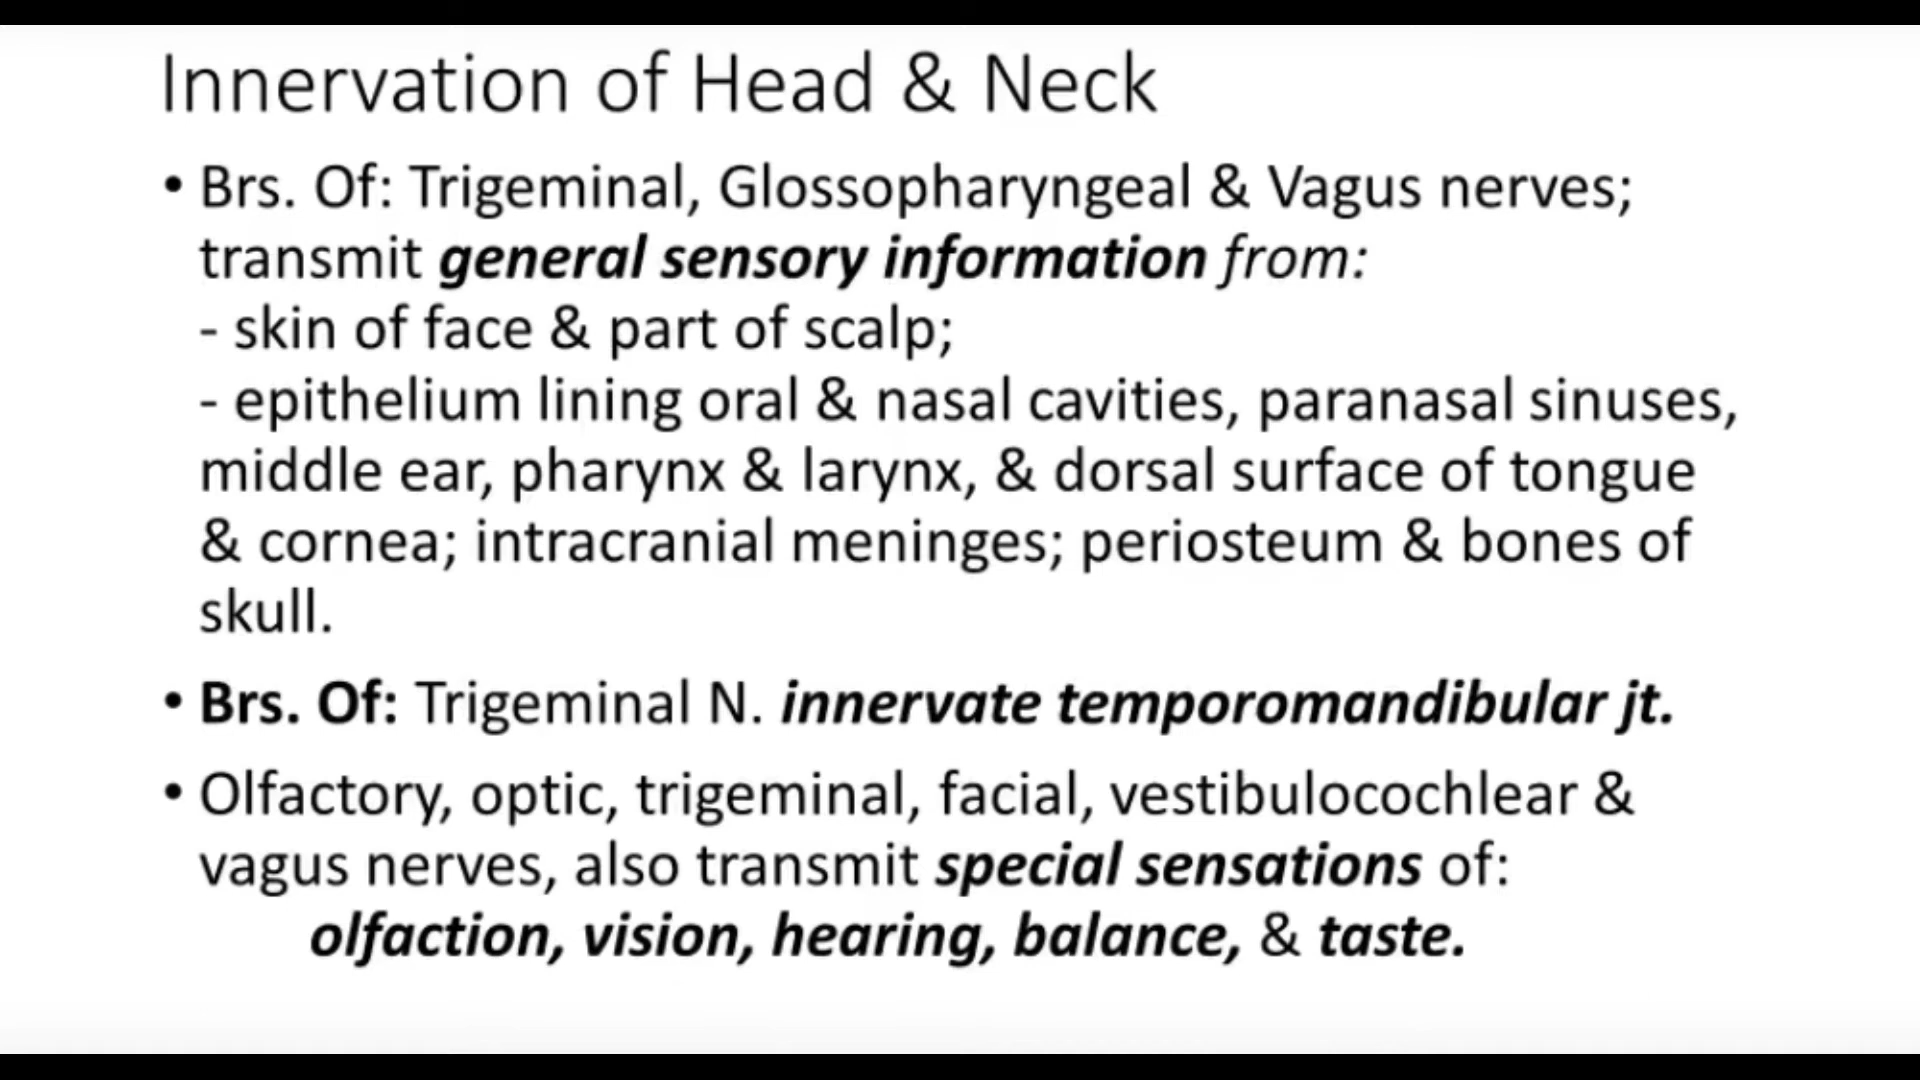 Innervation of Head & Neck
• Brs. Of: Trigeminal, Glossopharyngeal & Vagus nerves;
transmit general sensory information from:
- skin of face & part of scalp;
- epithelium lining oral & nasal cavities, paranasal sinuses,
middle ear, pharynx & larynx, & dorsal surface of tongue
& cornea; intracranial meninges; periosteum & bones of
skull.
• Brs. Of: Trigeminal N. innervate temporomandibular jt.
• Olfactory, optic, trigeminal, facial, vestibulocochlear &
vagus nerves, also transmit special sensations of:
olfaction, vision, hearing, balance, & taste.